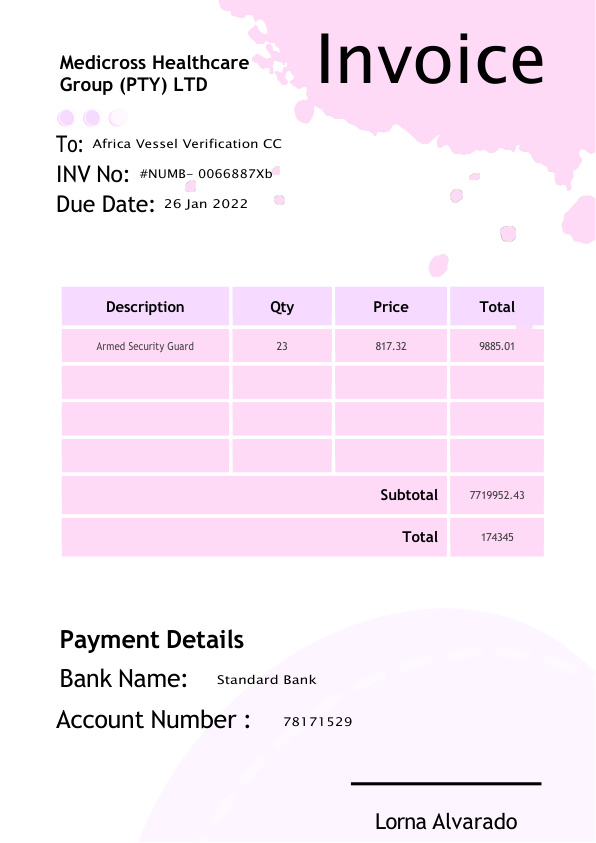 Invoice
Medicross Healthcare
Group (PTY) LTD
To: Africa Vessel Verification CC
INV No: #NUMB- 0066887Xb
Due Date: 26 Jan 2022
Description Qty Price Total
Armed Security Guard 23 817.32 9885.01
Subtotal 7719952.43
Total 174345
Payment Details
Bank Name: Standard Bank
Account Number : 78171529
Lorna Alvarado